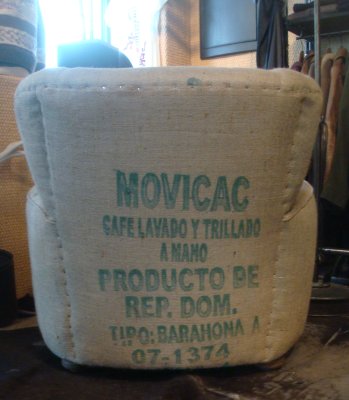 MOVICAC
CAFE LAVADO Y TRILLADO
A MANO
PRODUCTO DE
REP. DOM.
TIPO: BARAHONA A
07-1374